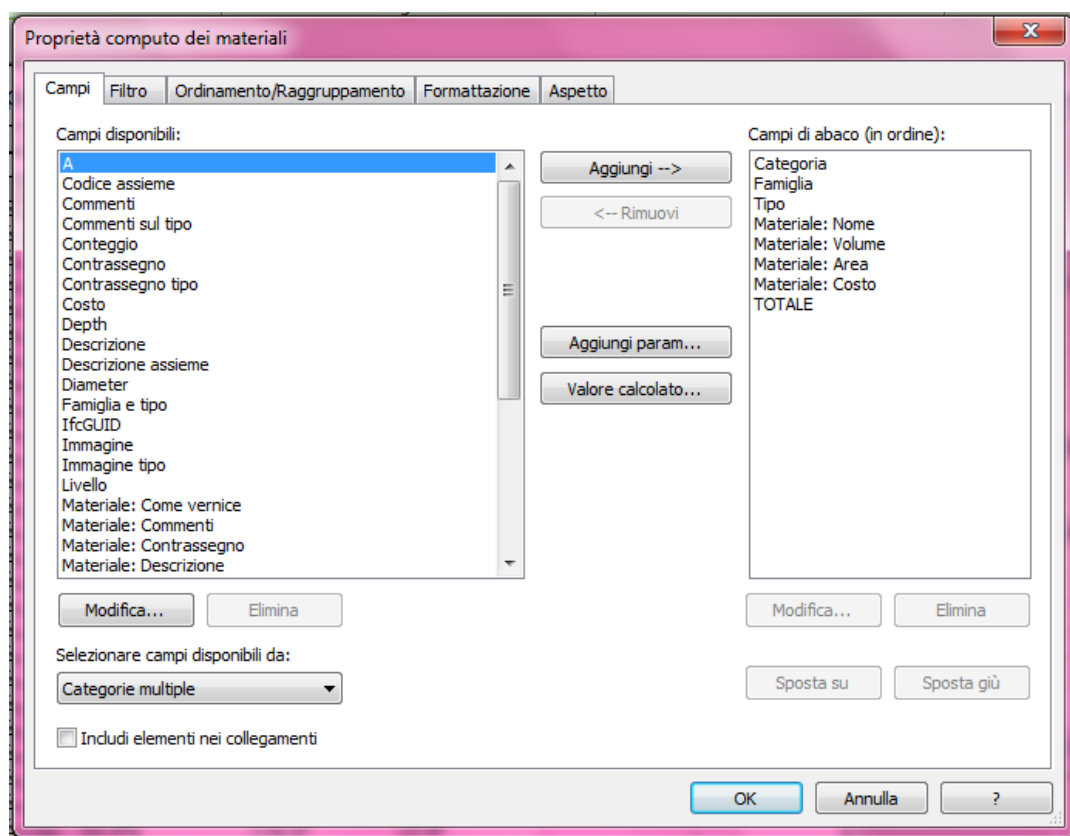 Proprietà computo dei materiali
Campi
Filtro
Ordinamento/Raggruppamento
Formattazione
Aspetto
Campi disponibili:
A
Codice assieme
Commenti
Commenti sul tipo
Conteggio
Contrassegno
Contrassegno tipo
Costo
Depth
Descrizione
Descrizione assieme
Diameter
Famiglia e tipo
IfcGUID
Immagine
Immagine tipo
Livello
Materiale: Come vernice
Materiale: Commenti
Materiale: Contrassegno
Materiale: Descrizione
Modifica...
Elimina
Selezionare campi disponibili da:
Categorie multiple
Includi elementi nei collegamenti
Aggiungi -->
<-- Rimuovi
Aggiungi param...
Valore calcolato...
Campi di abaco (in ordine):
Categoria
Famiglia
Tipo
Materiale: Nome
Materiale: Volume
Materiale: Area
Materiale: Costo
TOTALE
Modifica...
Elimina
Sposta su
Sposta giù
OK
Annulla
?